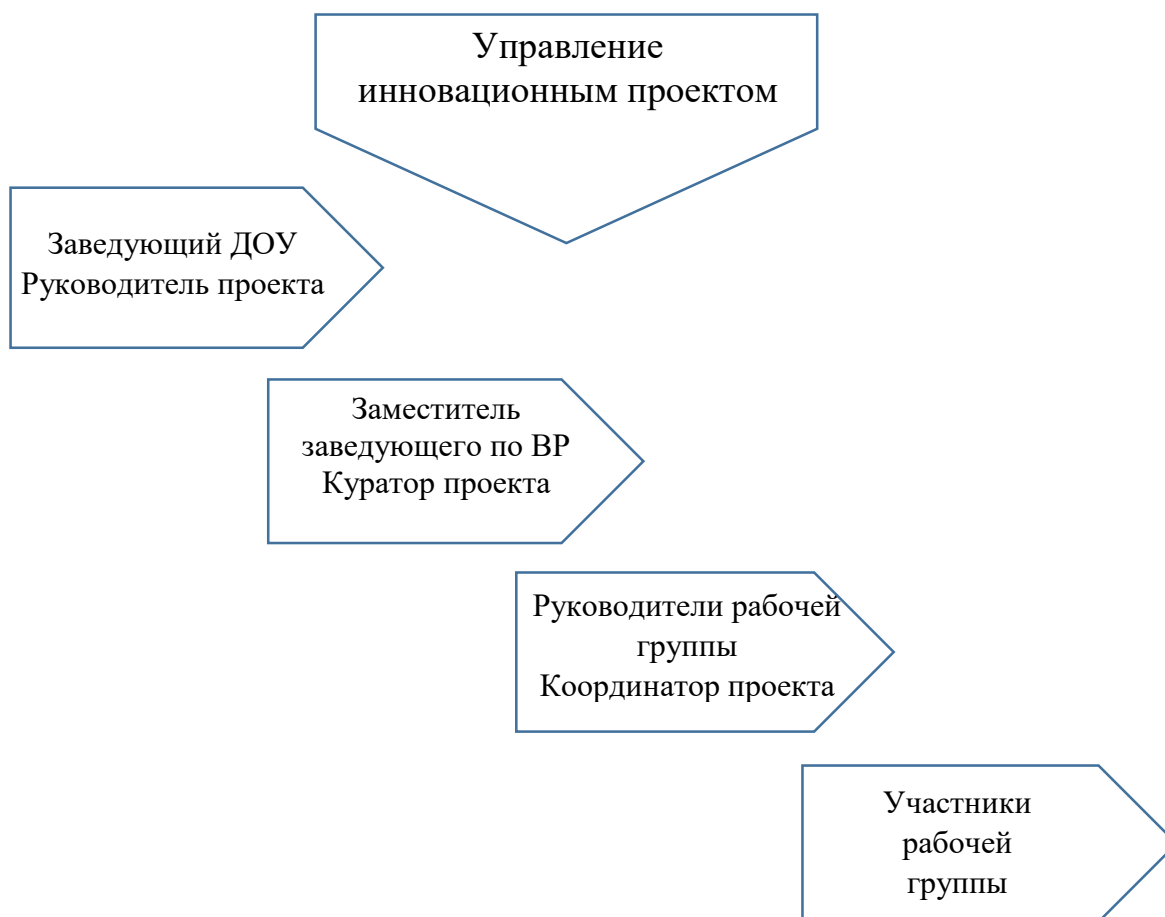 Управление
инновационным проектом
Заведующий ДОУ
Руководитель проекта
Заместитель
заведующего по ВР
Куратор проекта
Руководители рабочей
группы
Координатор проекта
Участники
рабочей
группы